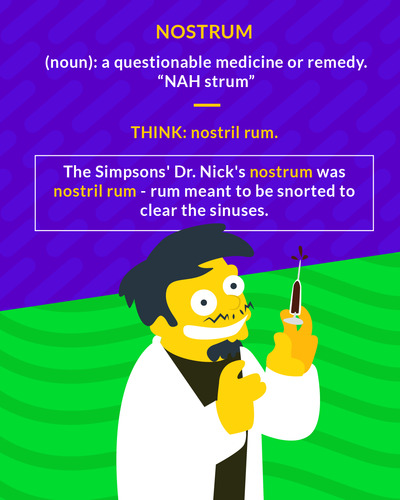 NOSTRUM
(noun): a questionable medicine or remedy.
“NAH strum”
THINK: nostril rum.
The Simpsons' Dr. Nick's nostrum was
nostril rum - rum meant to be snorted to
clear the sinuses.